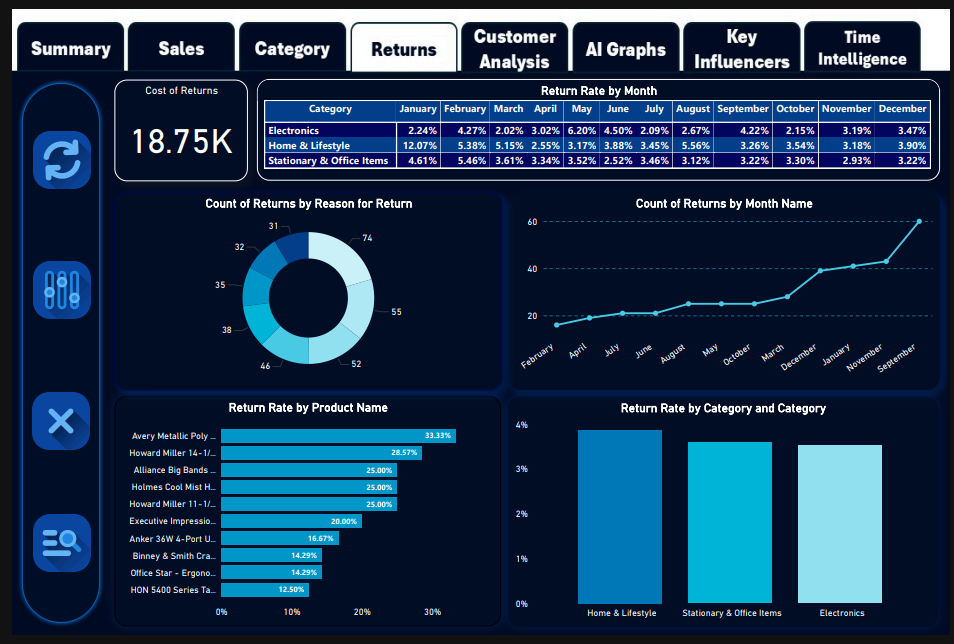 Summary
Sales
Category
Returns
Customer
Analysis
AI Graphs
Key
Influencers
Time
Intelligence
Cost of Returns
18.75K
Return Rate by Month
Category January February March April May June July August September October November December
Electronics 2.24% 4.27% 2.02% 3.02% 6.20% 4.50% 2.09% 2.67% 4.22% 2.15% 3.19% 3.47%
Home & Lifestyle 12.07% 5.38% 5.15% 2.55% 3.17% 3.88% 3.45% 5.56% 3.26% 3.54% 3.18% 3.90%
Stationary & Office Items 4.61% 5.46% 3.61% 3.34% 3.52% 2.52% 3.46% 3.12% 3.22% 3.30% 2.93% 3.22%
Count of Returns by Reason for Return
74
55
52
46
38
35
32
31
Count of Returns by Month Name
60
40
20
February April July June August May October March December January November September
Return Rate by Product Name
Avery Metallic Poly ... 33.33%
Howard Miller 14-1/... 28.57%
Alliance Big Bands ... 25.00%
Holmes Cool Mist H... 25.00%
Howard Miller 11-1/... 25.00%
Executive Impressio... 20.00%
Anker 36W 4-Port U... 16.67%
Binney & Smith Cra... 14.29%
Office Star - Ergono... 14.29%
HON 5400 Series Ta... 12.50%
0% 10% 20% 30%
Return Rate by Category and Category
4%
3%
2%
1%
0%
Home & Lifestyle Stationary & Office Items Electronics